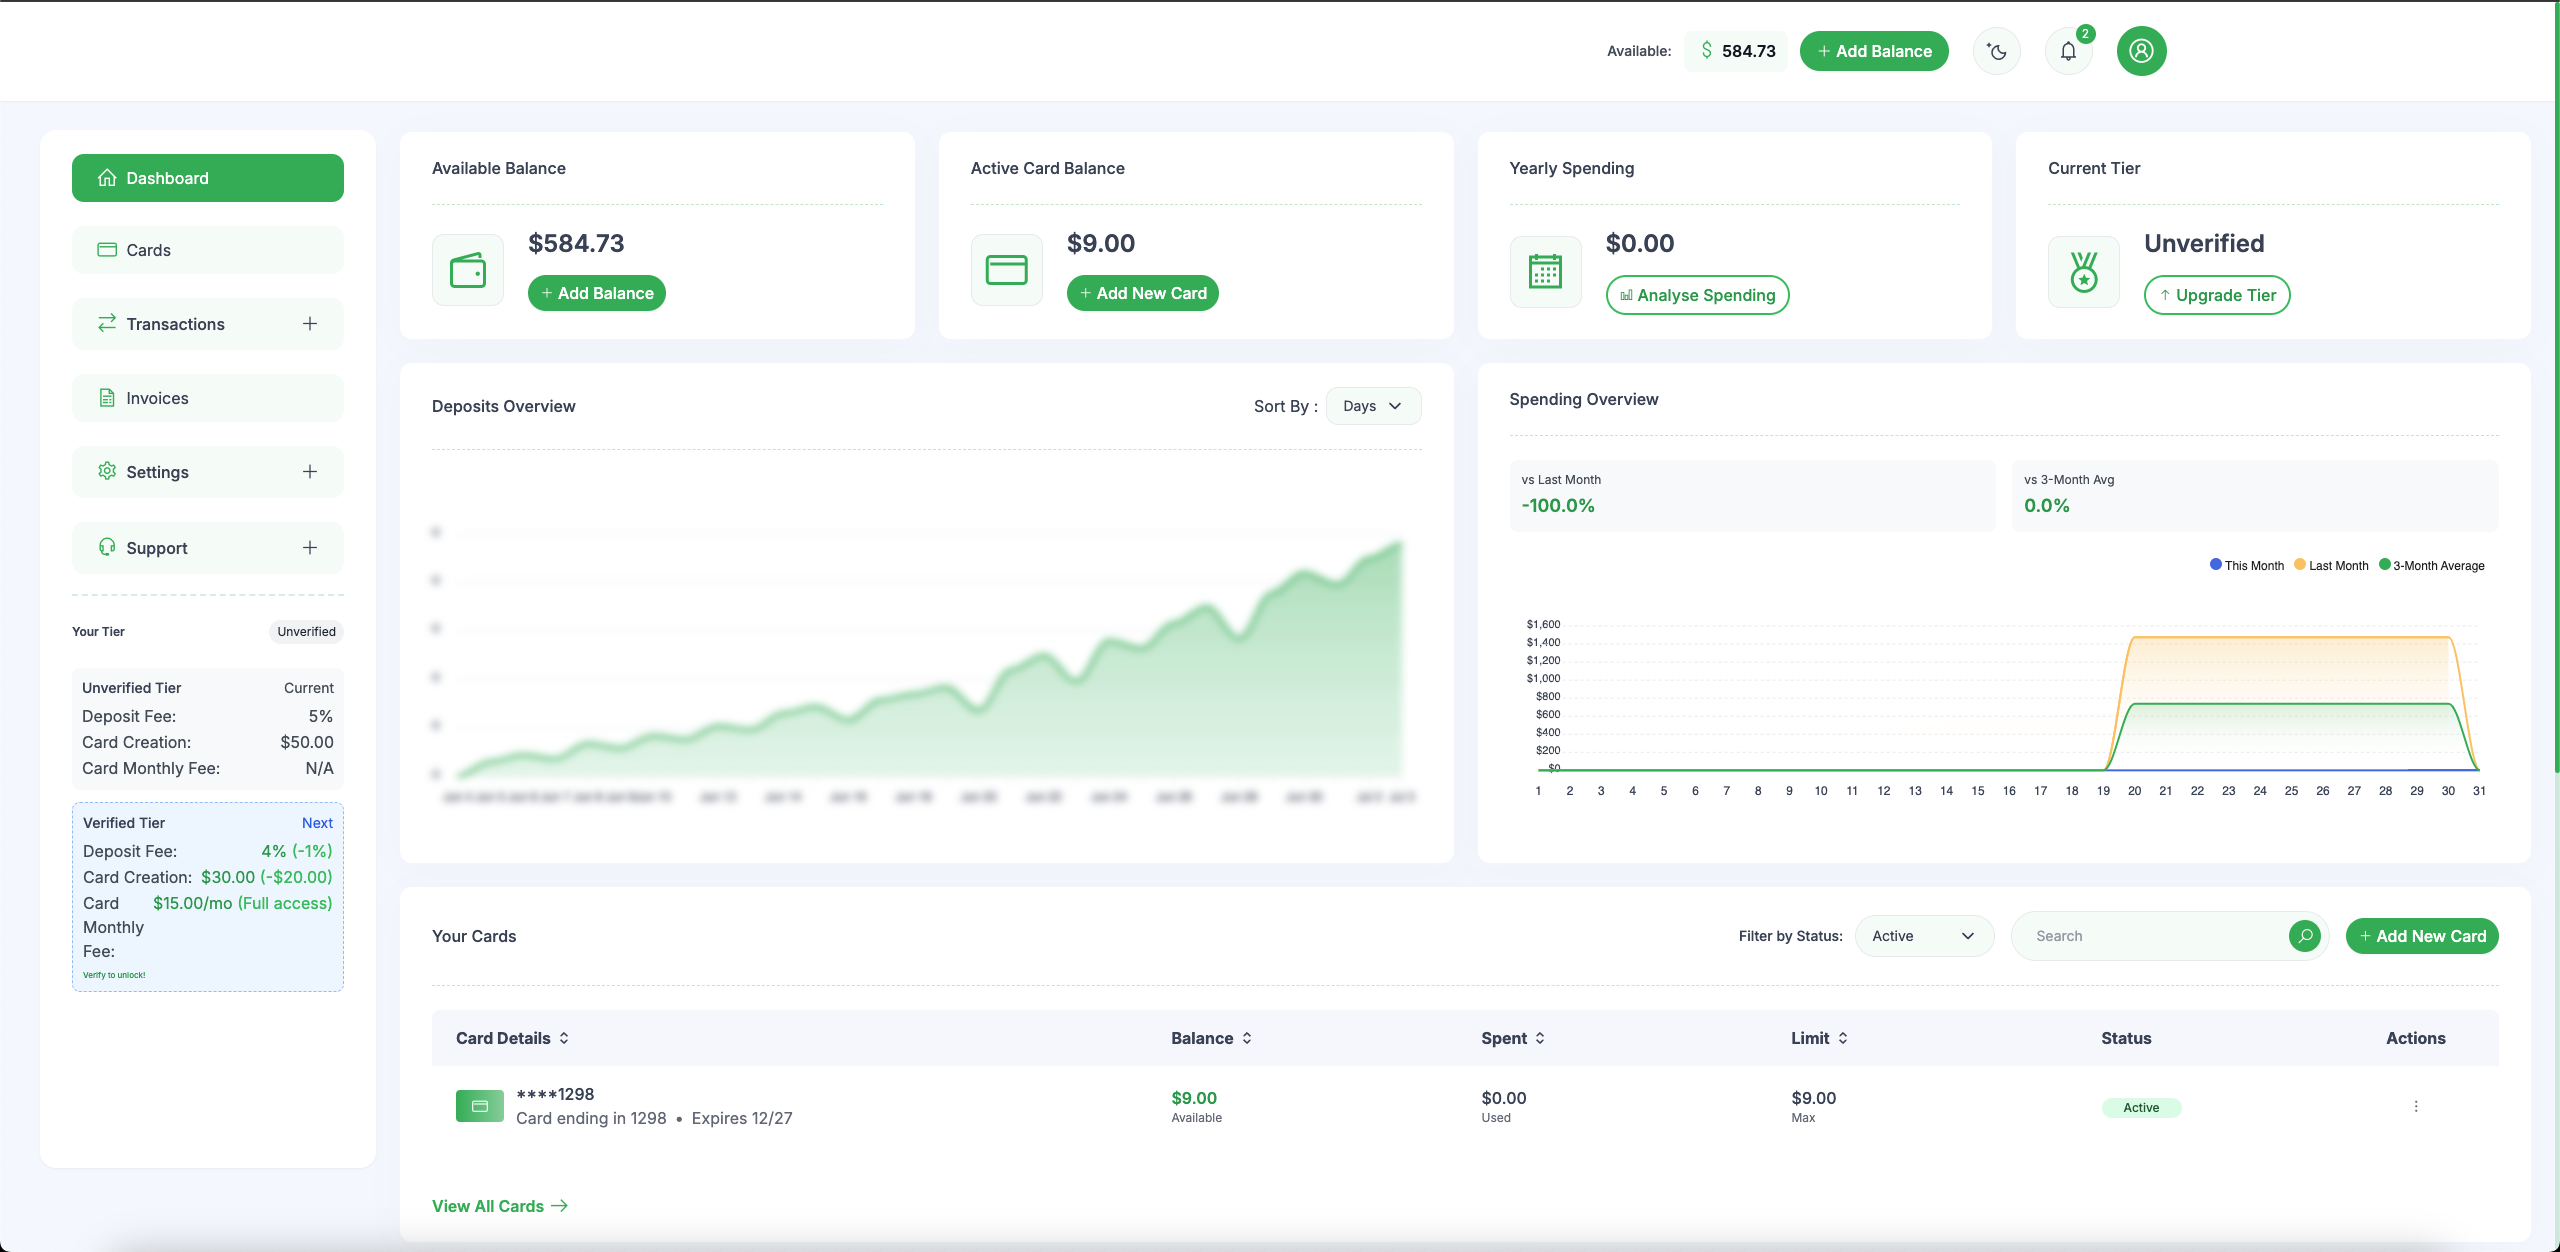 Available: $ 584.73 + Add Balance 2
Dashboard
Cards
Transactions +
Invoices
Settings +
Support +
Your Tier Unverified
Unverified Tier Current
Deposit Fee: 5%
Card Creation: $50.00
Card Monthly Fee: N/A
Verified Tier Next
Deposit Fee: 4% (-1%)
Card Creation: $30.00 (-$20.00)
Card $15.00/mo (Full access)
Monthly
Fee:
Verify to unlock!
Available Balance
$584.73
+ Add Balance
Active Card Balance
$9.00
+ Add New Card
Yearly Spending
$0.00
Analyse Spending
Current Tier
Unverified
↑ Upgrade Tier
Deposits Overview Sort By : Days
Spending Overview
vs Last Month
-100.0%
vs 3-Month Avg
0.0%
This Month Last Month 3-Month Average
$1,600
$1,400
$1,200
$1,000
$800
$600
$400
$200
$0
1 2 3 4 5 6 7 8 9 10 11 12 13 14 15 16 17 18 19 20 21 22 23 24 25 26 27 28 29 30 31
Your Cards Filter by Status: Active Search + Add New Card
Card Details Balance Spent Limit Status Actions
****1298 $9.00 $0.00 $9.00 Active
Card ending in 1298 • Expires 12/27 Available Used Max
View All Cards →